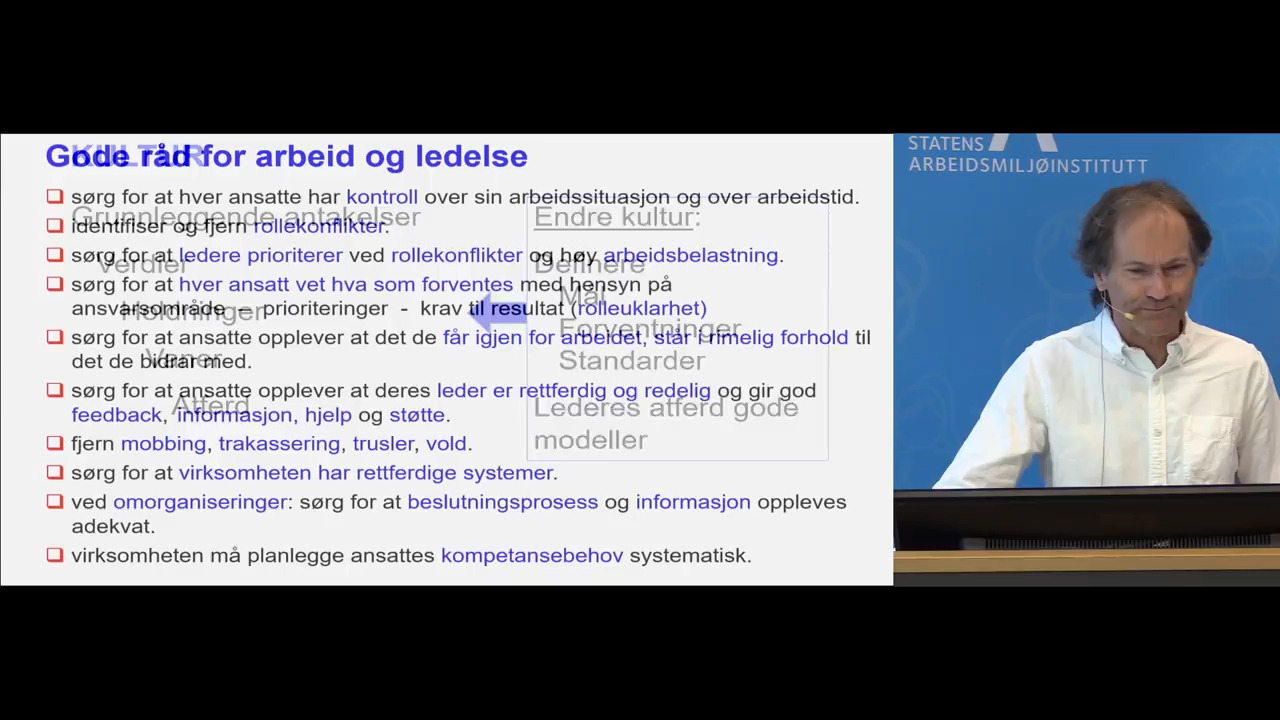 Gode råd for arbeid og ledelse
❑ sørg for at hver ansatte har kontroll over sin arbeidssituasjon og over arbeidstid.
❑ identifiser og fjern rollekonflikter.
❑ sørg for at ledere prioriterer ved rollekonflikter og høy arbeidsbelastning.
❑ sørg for at hver ansatt vet hva som forventes med hensyn på
ansvarsområde – prioriteringer - krav til resultat (rolleuklarhet)
❑ sørg for at ansatte opplever at det de får igjen for arbeidet, står i rimelig forhold til
det de bidrar med.
❑ sørg for at ansatte opplever at deres leder er rettferdig og redelig og gir god
feedback, informasjon, hjelp og støtte.
❑ fjern mobbing, trakassering, trusler, vold.
❑ sørg for at virksomheten har rettferdige systemer.
❑ ved omorganiseringer: sørg for at beslutningsprosess og informasjon oppleves
adekvat.
❑ virksomheten må planlegge ansattes kompetansebehov systematisk.
KULTUR
Grunnleggende antakelser
Verdier
Holdninger
Vaner
Atferd
Endre kultur:
Definere
Mål
Forventninger
Standarder
Lederes atferd gode
modeller
STATENS
ARBEIDSMILJØINSTITUTT